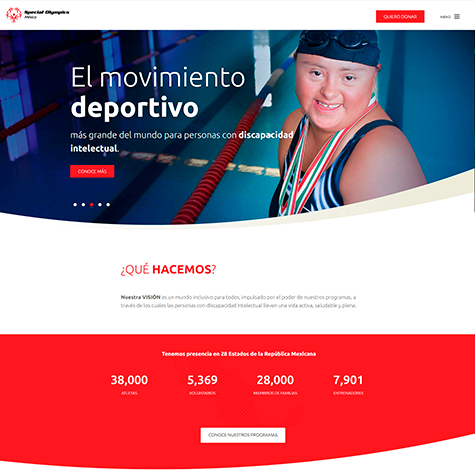 Special Olympics
México
QUIERO DONAR
MENÚ
El movimiento
deportivo
más grande del mundo para personas con discapacidad
intelectual.
CONOCE MÁS
¿QUÉ HACEMOS?
Nuestra VISIÓN es un mundo inclusivo para todos, impulsado por el poder de nuestros programas, a
través de los cuales las personas con discapacidad intelectual lleven una vida activa, saludable y plena.
Tenemos presencia en 28 Estados de la República Mexicana
38,000 5,369 28,000 7,901
ATLETAS VOLUNTARIOS MIEMBROS DE FAMILIAS ENTRENADORES
CONOCE NUESTROS PROGRAMAS